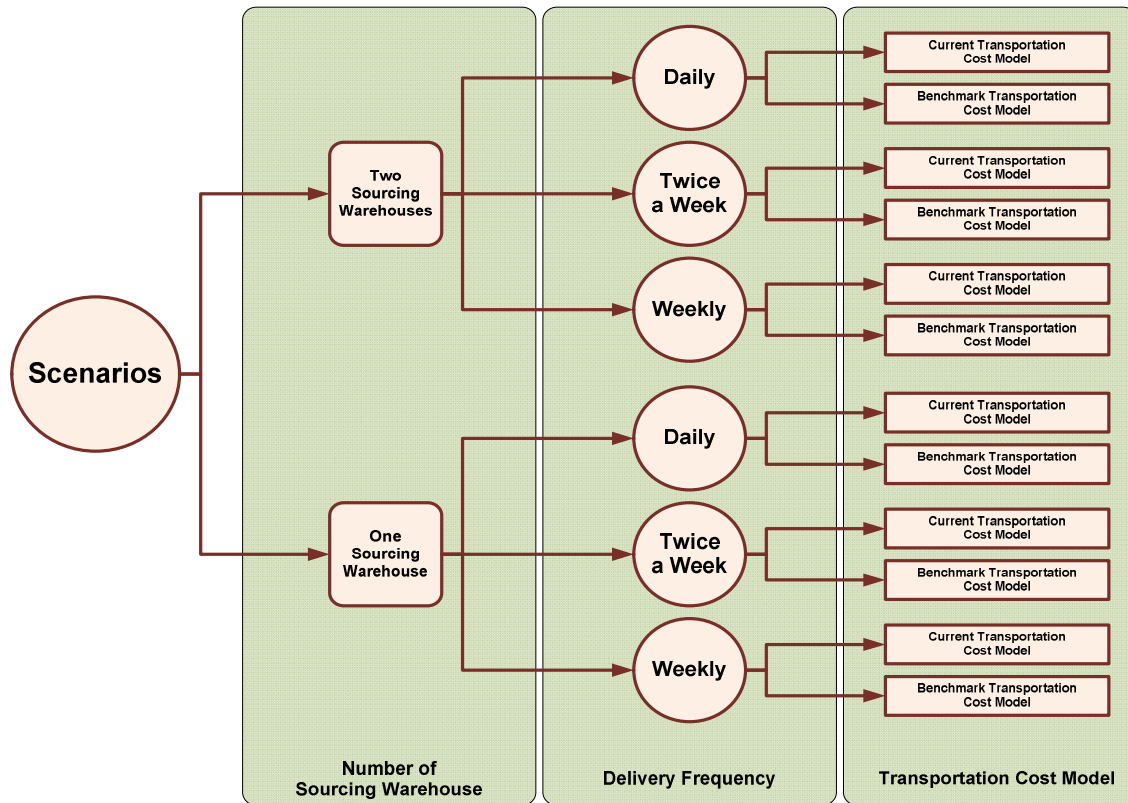 Scenarios
Two
Sourcing
Warehouses
Daily
Current Transportation
Cost Model
Benchmark Transportation
Cost Model
Twice
a Week
Current Transportation
Cost Model
Benchmark Transportation
Cost Model
Weekly
Current Transportation
Cost Model
Benchmark Transportation
Cost Model
One
Sourcing
Warehouse
Daily
Current Transportation
Cost Model
Benchmark Transportation
Cost Model
Twice
a Week
Current Transportation
Cost Model
Benchmark Transportation
Cost Model
Weekly
Current Transportation
Cost Model
Benchmark Transportation
Cost Model
Number of
Sourcing Warehouse
Delivery Frequency
Transportation Cost Model